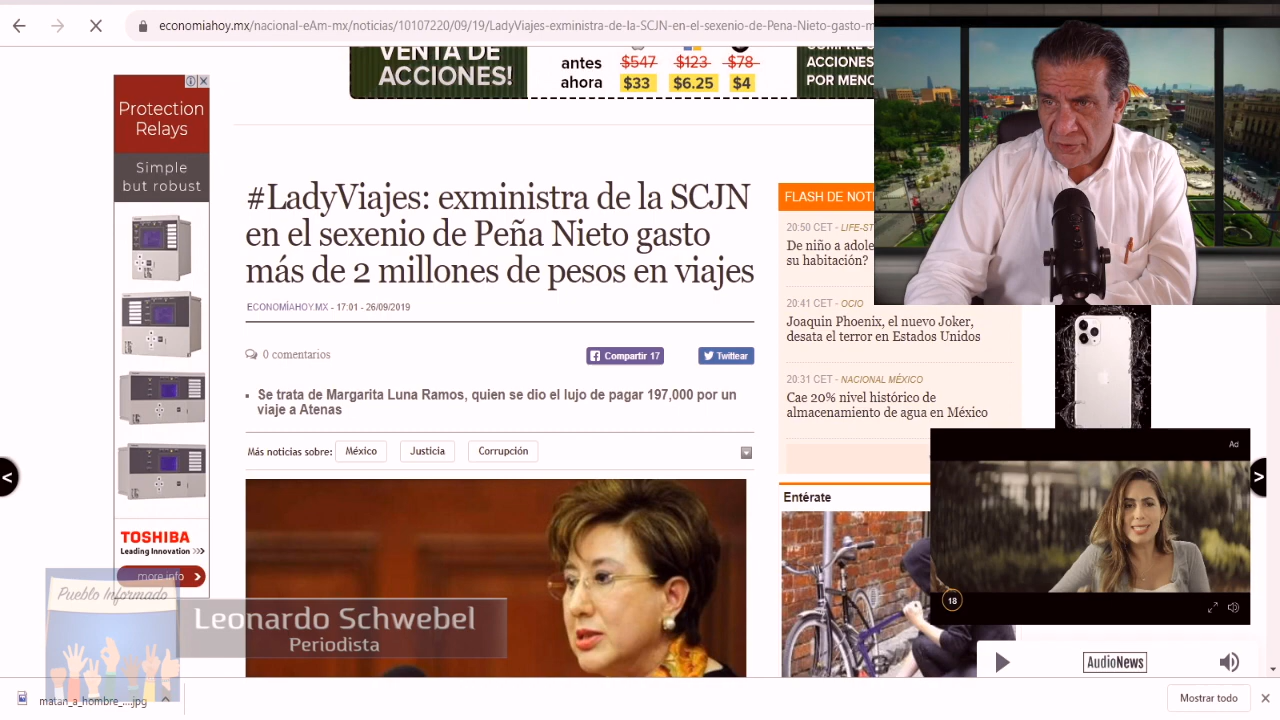 economiahoy.mx/nacional-eAm-mx/noticias/10107220/09/19/LadyViajes-exministra-de-la-SCJN-en-el-sexenio-de-Pena-Nieto-gasto-m
VENTA DE
ACCIONES!
antes $547 $123 $78
ahora $33 $6.25 $4
ACCIONES
POR MENO
Protection
Relays
Simple
but robust
TOSHIBA
Leading Innovation >>>
more info
#LadyViajes: exministra de la SCJN
en el sexenio de Peña Nieto gasto
más de 2 millones de pesos en viajes
ECONOMÍAHOY.MX - 17:01 - 26/09/2019
0 comentarios
Compartir 17
Twittear
Se trata de Margarita Luna Ramos, quien se dio el lujo de pagar 197,000 por un
viaje a Atenas
Más noticias sobre: México Justicia Corrupción
FLASH DE NOTI
20:50 CET - LIFE-ST
De niño a adole
su habitación?
20:41 CET - OCIO
Joaquin Phoenix, el nuevo Joker,
desata el terror en Estados Unidos
20:31 CET - NACIONAL MÉXICO
Cae 20% nivel histórico de
almacenamiento de agua en México
Entérate
Ad
18
AudioNews
Pueblo Informado
Leonardo Schwebel
Periodista
matan_a_hombre_....jpg
Mostrar todo